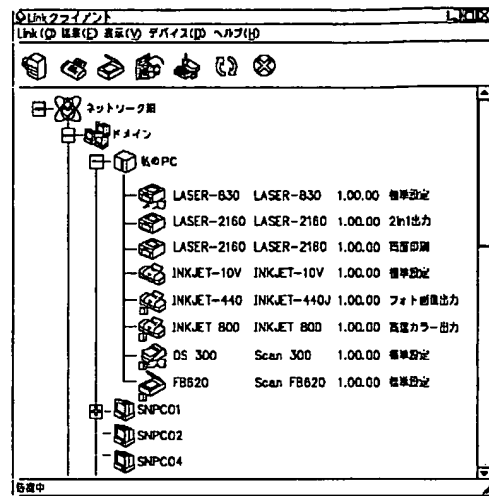 Linkクライアント
Link(Q) 編集(E) 表示(V) デバイス(D) ヘルプ(H)
ネットワーク図
ドメイン
私のPC
LASER-830 LASER-830 1.00.00 標準設定
LASER-2160 LASER-2160 1.00.00 2in1出力
LASER-2160 LASER-2160 1.00.00 両面印刷
INKJET-10V INKJET-10V 1.00.00 標準設定
INKJET-440 INKJET-440J 1.00.00 フォト画像出力
INKJET 800 INKJET 800 1.00.00 高度カラー出力
DS 300 Scan 300 1.00.00 標準設定
FB620 Scan FB620 1.00.00 標準設定
SNPC01
SNPC02
SNPC04